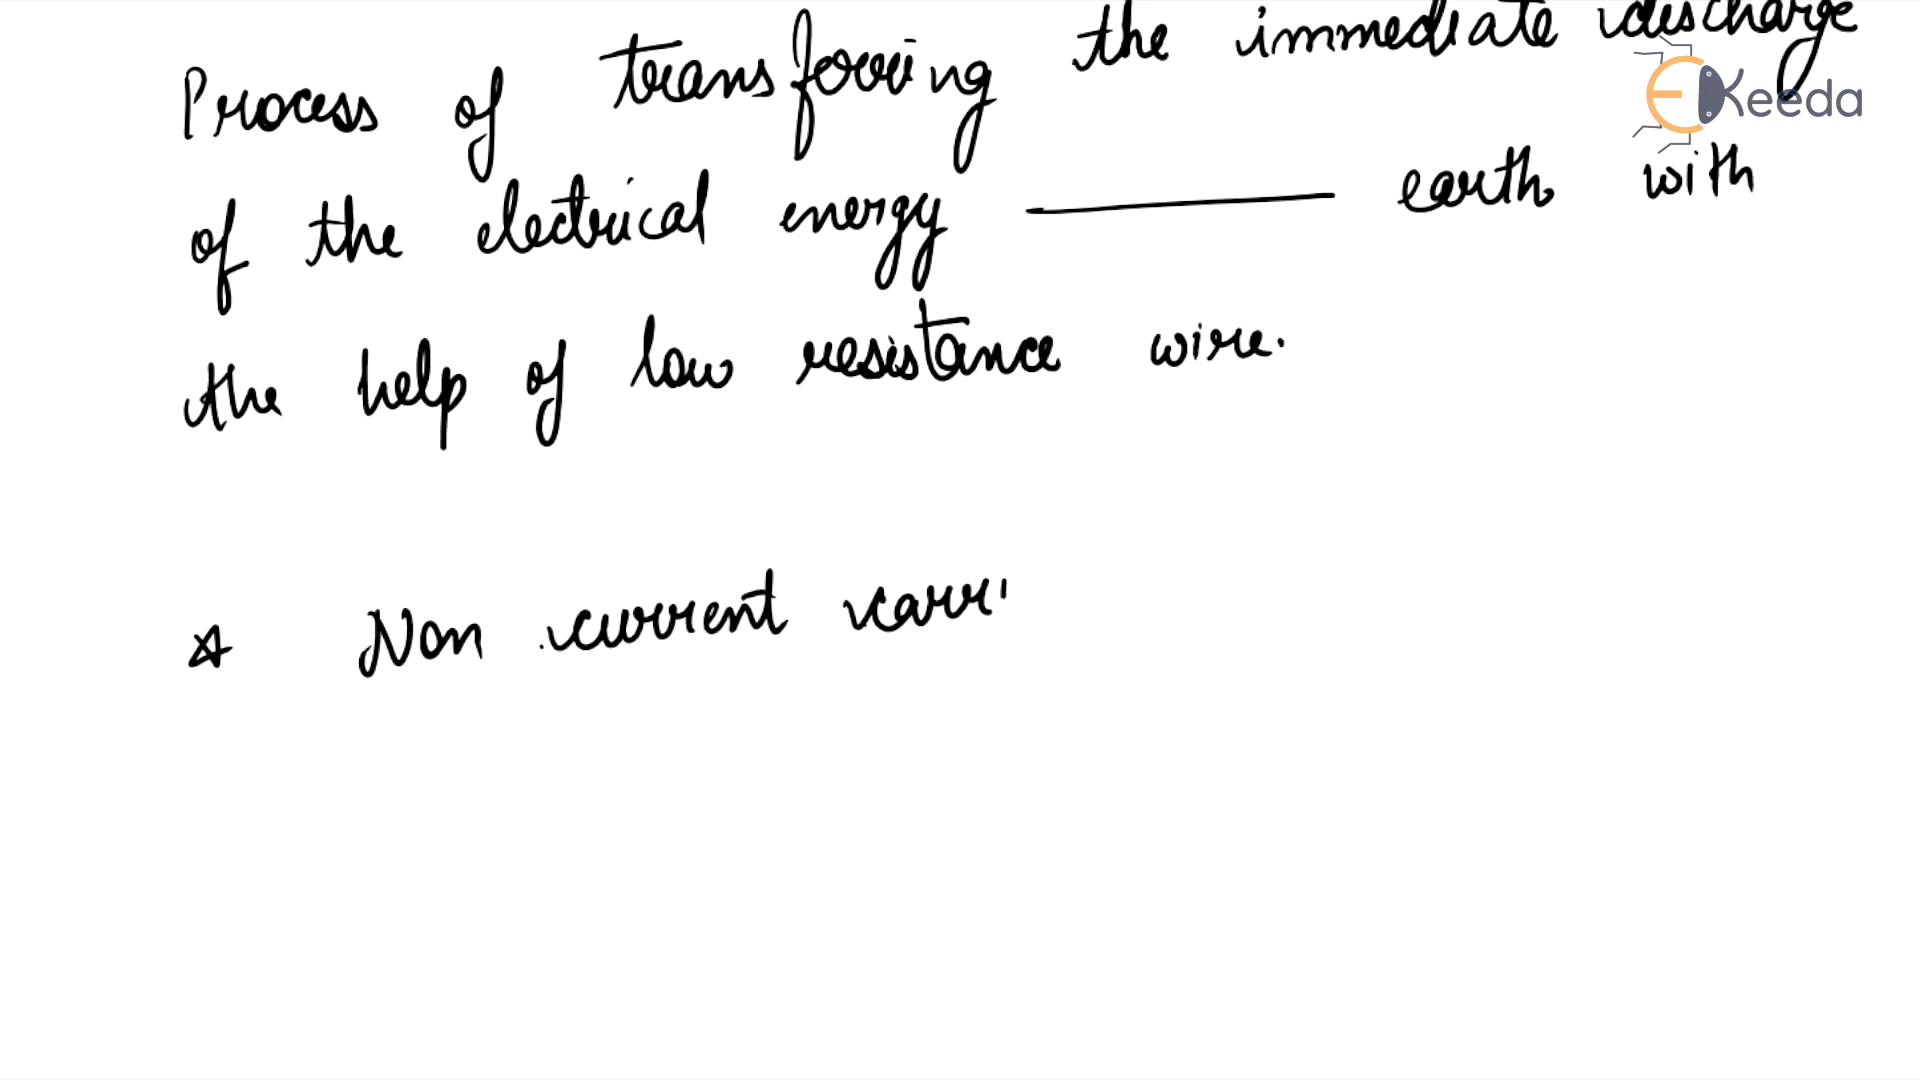 Process of transferring the immediate discharge
EKeeda
of the electrical energy ———— earth with
the help of low resistance wire.
☆ Non current carri